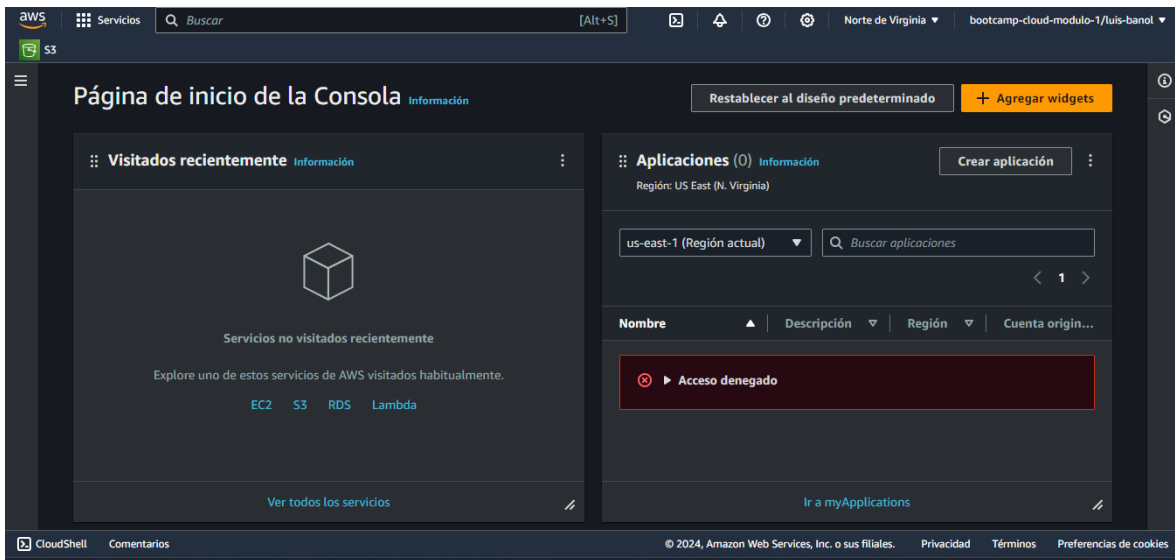 aws Servicios Buscar [Alt+S] Norte de Virginia bootcamp-cloud-modulo-1/luis-banol
S3
Página de inicio de la Consola Información Restablecer al diseño predeterminado + Agregar widgets
Visitados recientemente Información
Aplicaciones (0) Información Crear aplicación
Región: US East (N. Virginia)
us-east-1 (Región actual) Buscar aplicaciones
1
Nombre Descripción Región Cuenta origin...
Servicios no visitados recientemente
Explore uno de estos servicios de AWS visitados habitualmente.
EC2 S3 RDS Lambda
Acceso denegado
Ver todos los servicios
Ir a myApplications
CloudShell Comentarios © 2024, Amazon Web Services, Inc. o sus filiales. Privacidad Términos Preferencias de cookies